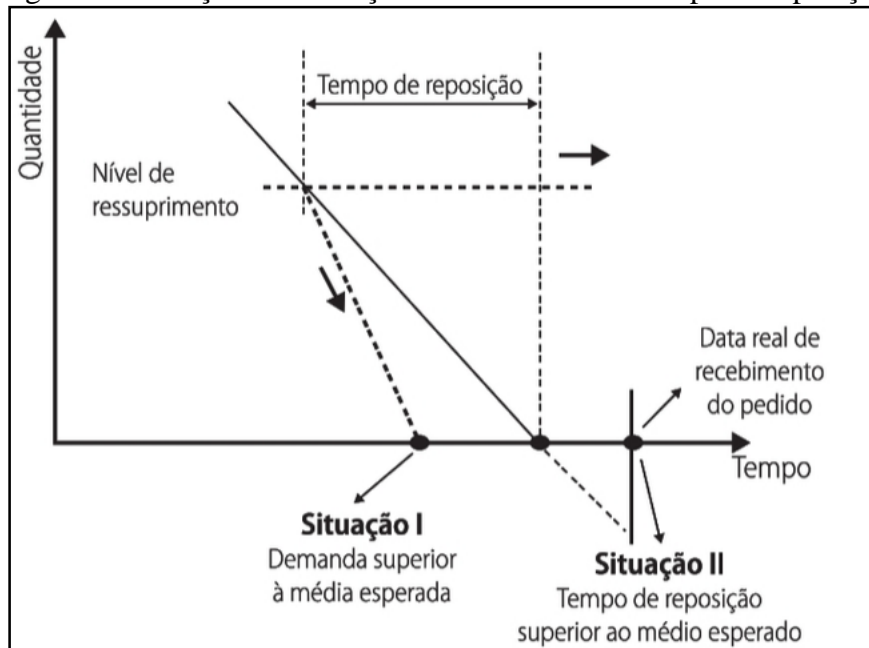 Quantidade
Tempo de reposição
Nível de
ressuprimento
Data real de
recebimento
do pedido
Tempo
Situação I
Demanda superior
à média esperada
Situação II
Tempo de reposição
superior ao médio esperado